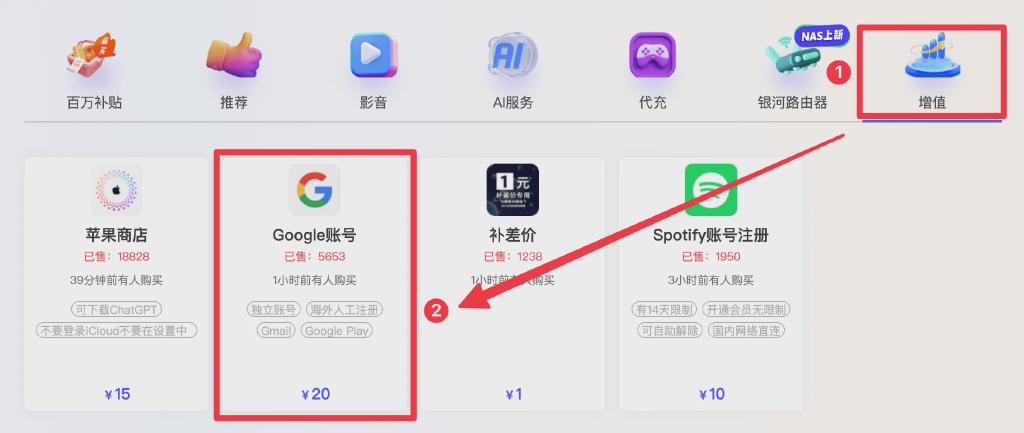 百万补贴
推荐
影音
AI
AI服务
代充
NAS上新
银河路由器
1
增值
苹果商店
已售：18828
39分钟前有人购买
可下载ChatGPT
不要登录iCloud不要在设置中
¥15
Google账号
已售：5653
1小时前有人购买
独立账号 海外人工注册
Gmail Google Play
¥20
2
1元
补差价专用
补差价
已售：1238
1小时前有人购买
¥1
Spotify账号注册
已售：1950
3小时前有人购买
有14天限制 开通会员无限制
可自助解除 国内网络直连
¥10